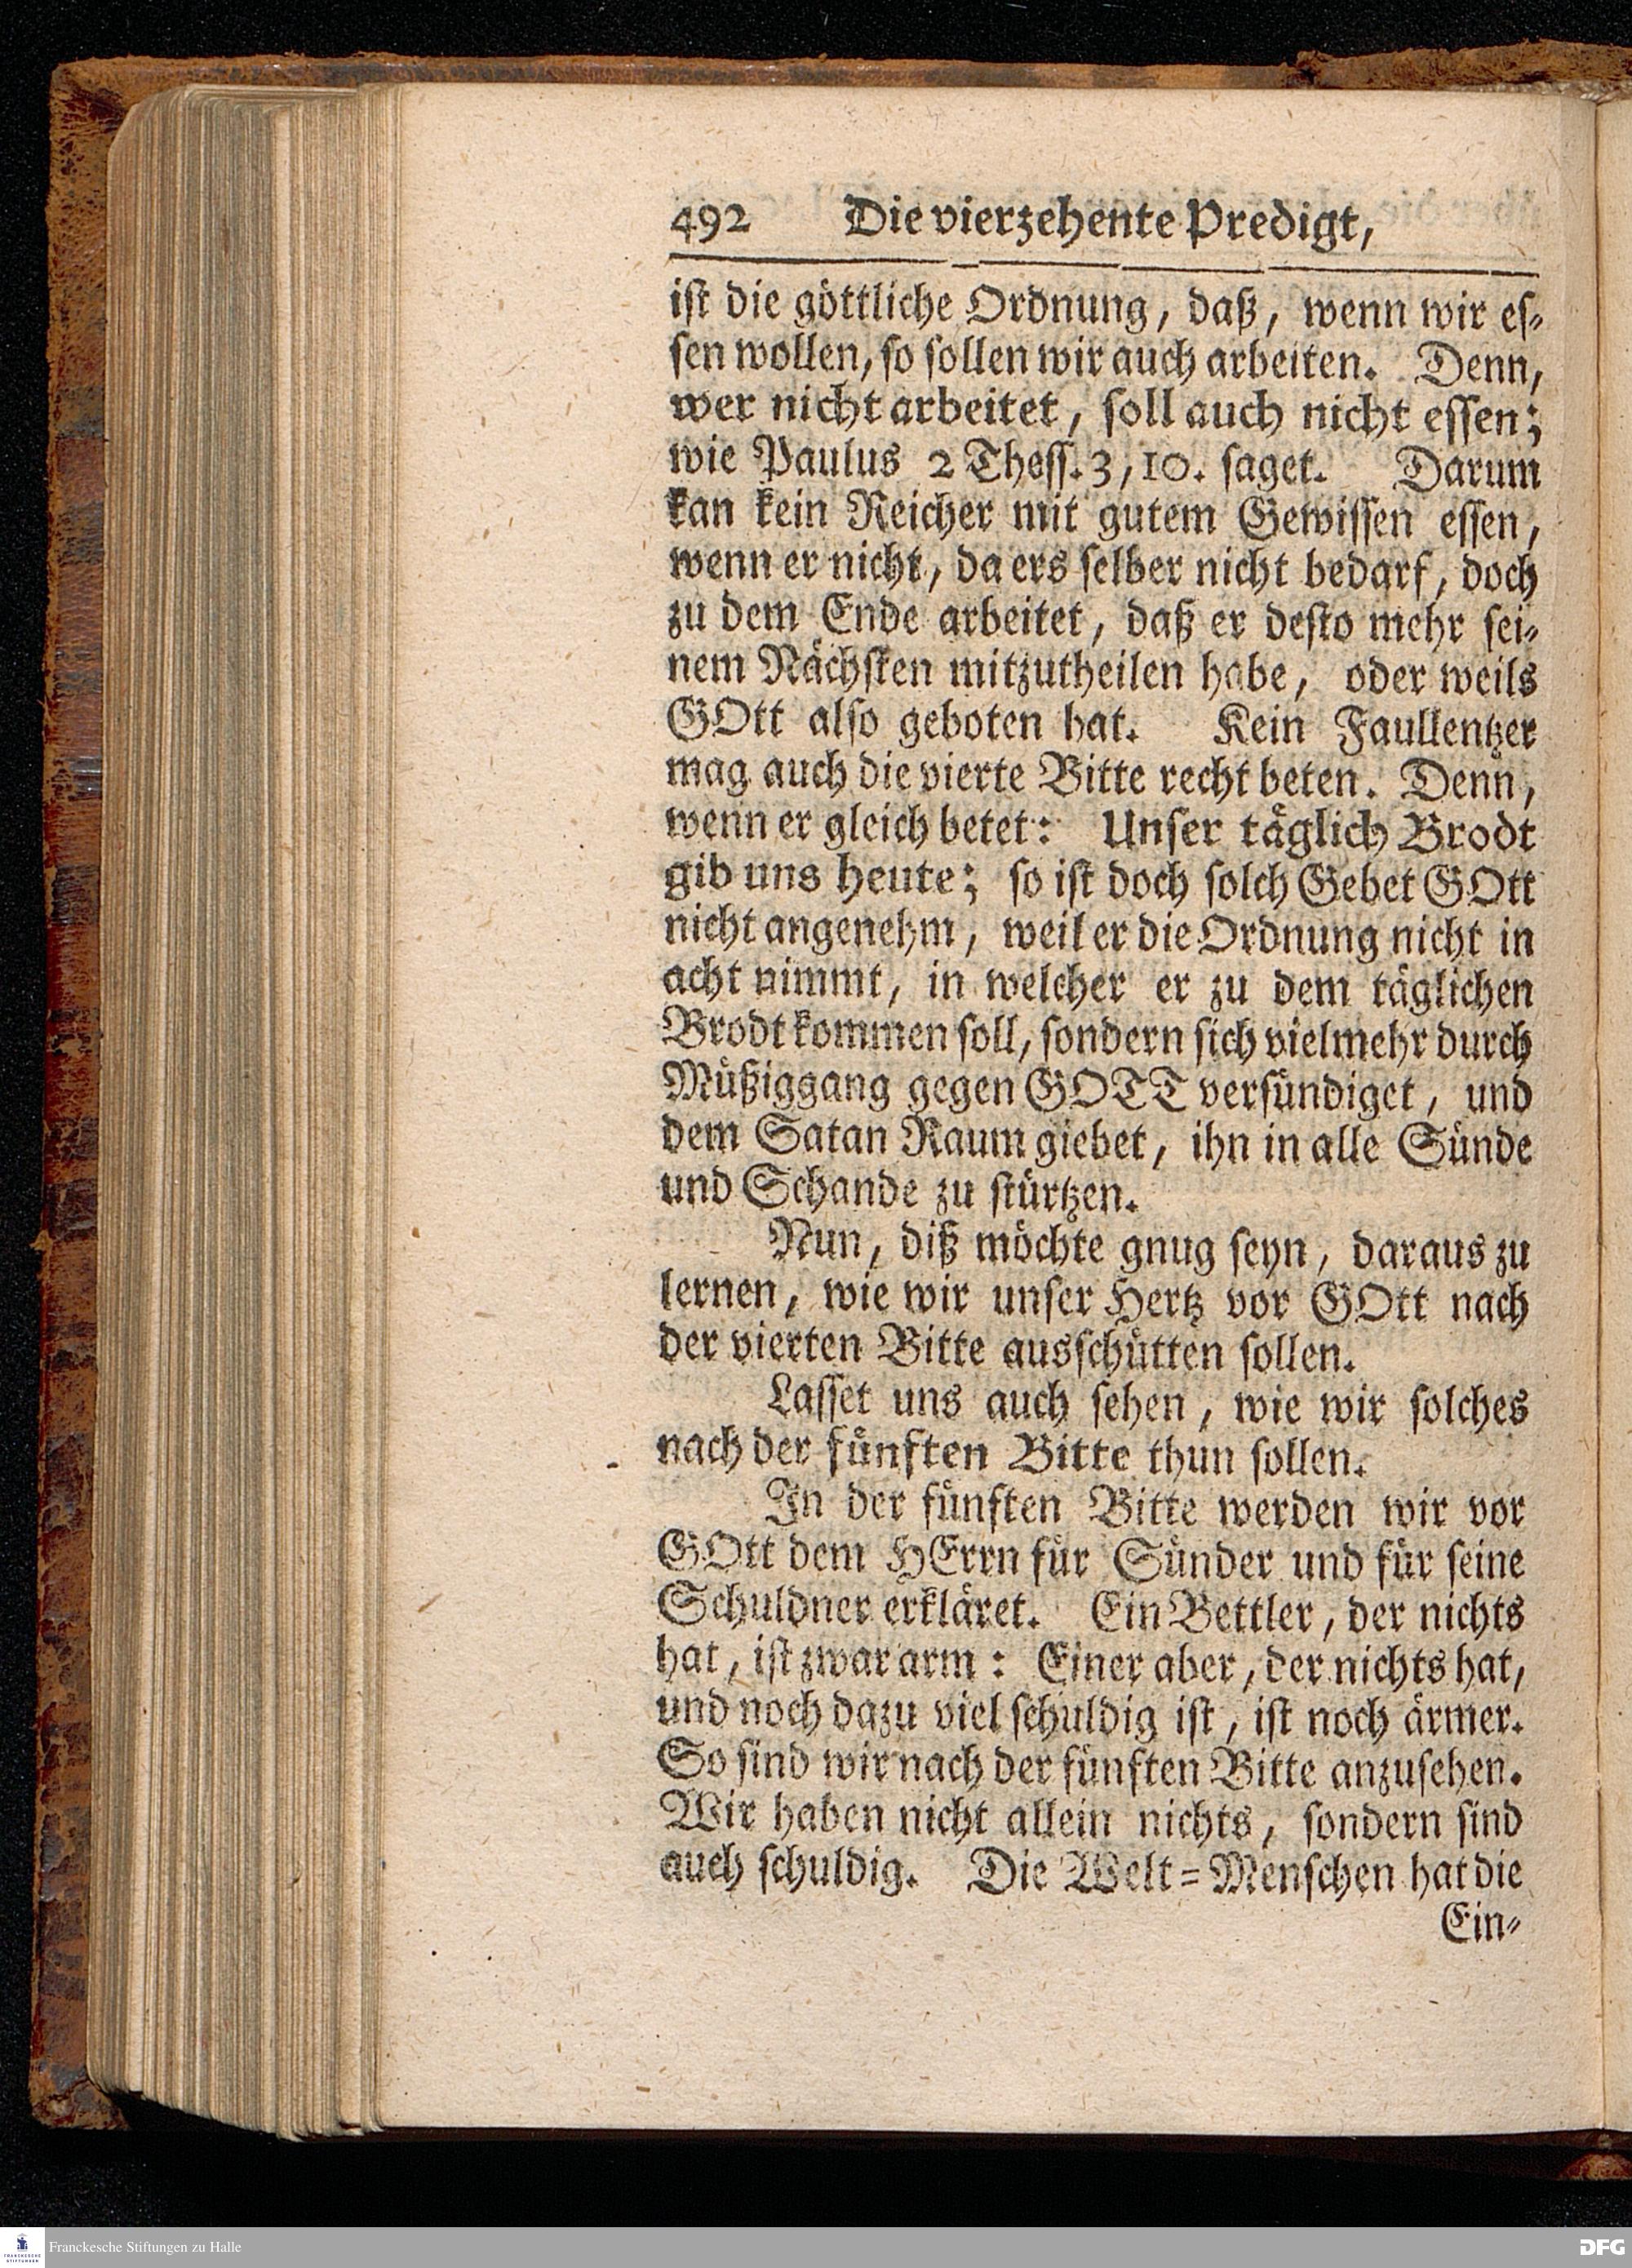 492 Die vierzehente Predigt,
iſt die göttliche Ordnung, daß, wenn wir eſ⸗
ſen wollen, ſo ſollen wir auch arbeiten. Denn,
wer nicht arbeitet, ſoll auch nicht eſſen;
wie Paulus 2 Theſſ. 3, 10. ſaget. Darum
kan kein Reicher mit gutem Gewiſſen eſſen,
wenn er nicht, da ers ſelber nicht bedarf, doch
zu dem Ende arbeitet, daß er deſto mehr ſei⸗
nem Nächſten mitzutheilen habe, oder weils
GOtt alſo geboten hat. Kein Faullentzer
mag auch die vierte Bitte recht beten. Denn,
wenn er gleich betet: Unſer täglich Brodt
gib uns heute; ſo iſt doch ſolch Gebet GOtt
nicht angenehm, weil er die Ordnung nicht in
acht nimmt, in welcher er zu dem täglichen
Brodt kommen ſoll, ſondern ſich vielmehr durch
Müßiggang gegen GOTT verſündiget, und
dem Satan Raum giebet, ihn in alle Sünde
und Schande zu ſtürtzen.
Nun, diß möchte gnug ſeyn, daraus zu
lernen, wie wir unſer Hertz vor GOtt nach
der vierten Bitte ausſchütten ſollen.
Laſſet uns auch ſehen, wie wir ſolches
nach der fünften Bitte thun ſollen.
In der fünften Bitte werden wir vor
GOtt dem HErrn für Sünder und für ſeine
Schuldner erkläret. Ein Bettler, der nichts
hat, iſt zwar arm: Einer aber, der nichts hat,
und noch dazu viel ſchuldig iſt, iſt noch ärmer.
So ſind wir nach der fünften Bitte anzuſehen.
Wir haben nicht allein nichts, ſondern ſind
auch ſchuldig. Die Welt⸗Menſchen hat die
Ein⸗
FRANCKESCHE STIFTUNGEN
Franckesche Stiftungen zu Halle
DFG